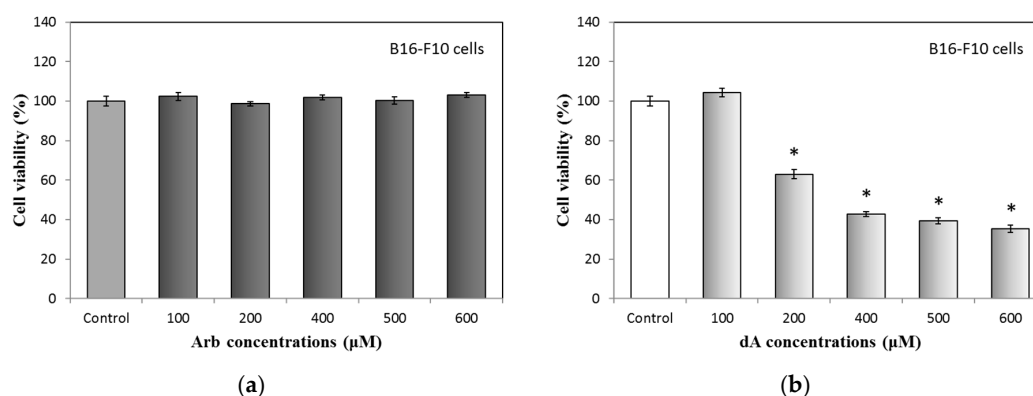 140
120
100
80
60
40
20
0
Cell viability (%)
B16-F10 cells
Control 100 200 400 500 600
Arb concentrations (µM)
(a)
140
120
100
80
60
40
20
0
Cell viability (%)
B16-F10 cells
* * * *
Control 100 200 400 500 600
dA concentrations (µM)
(b)